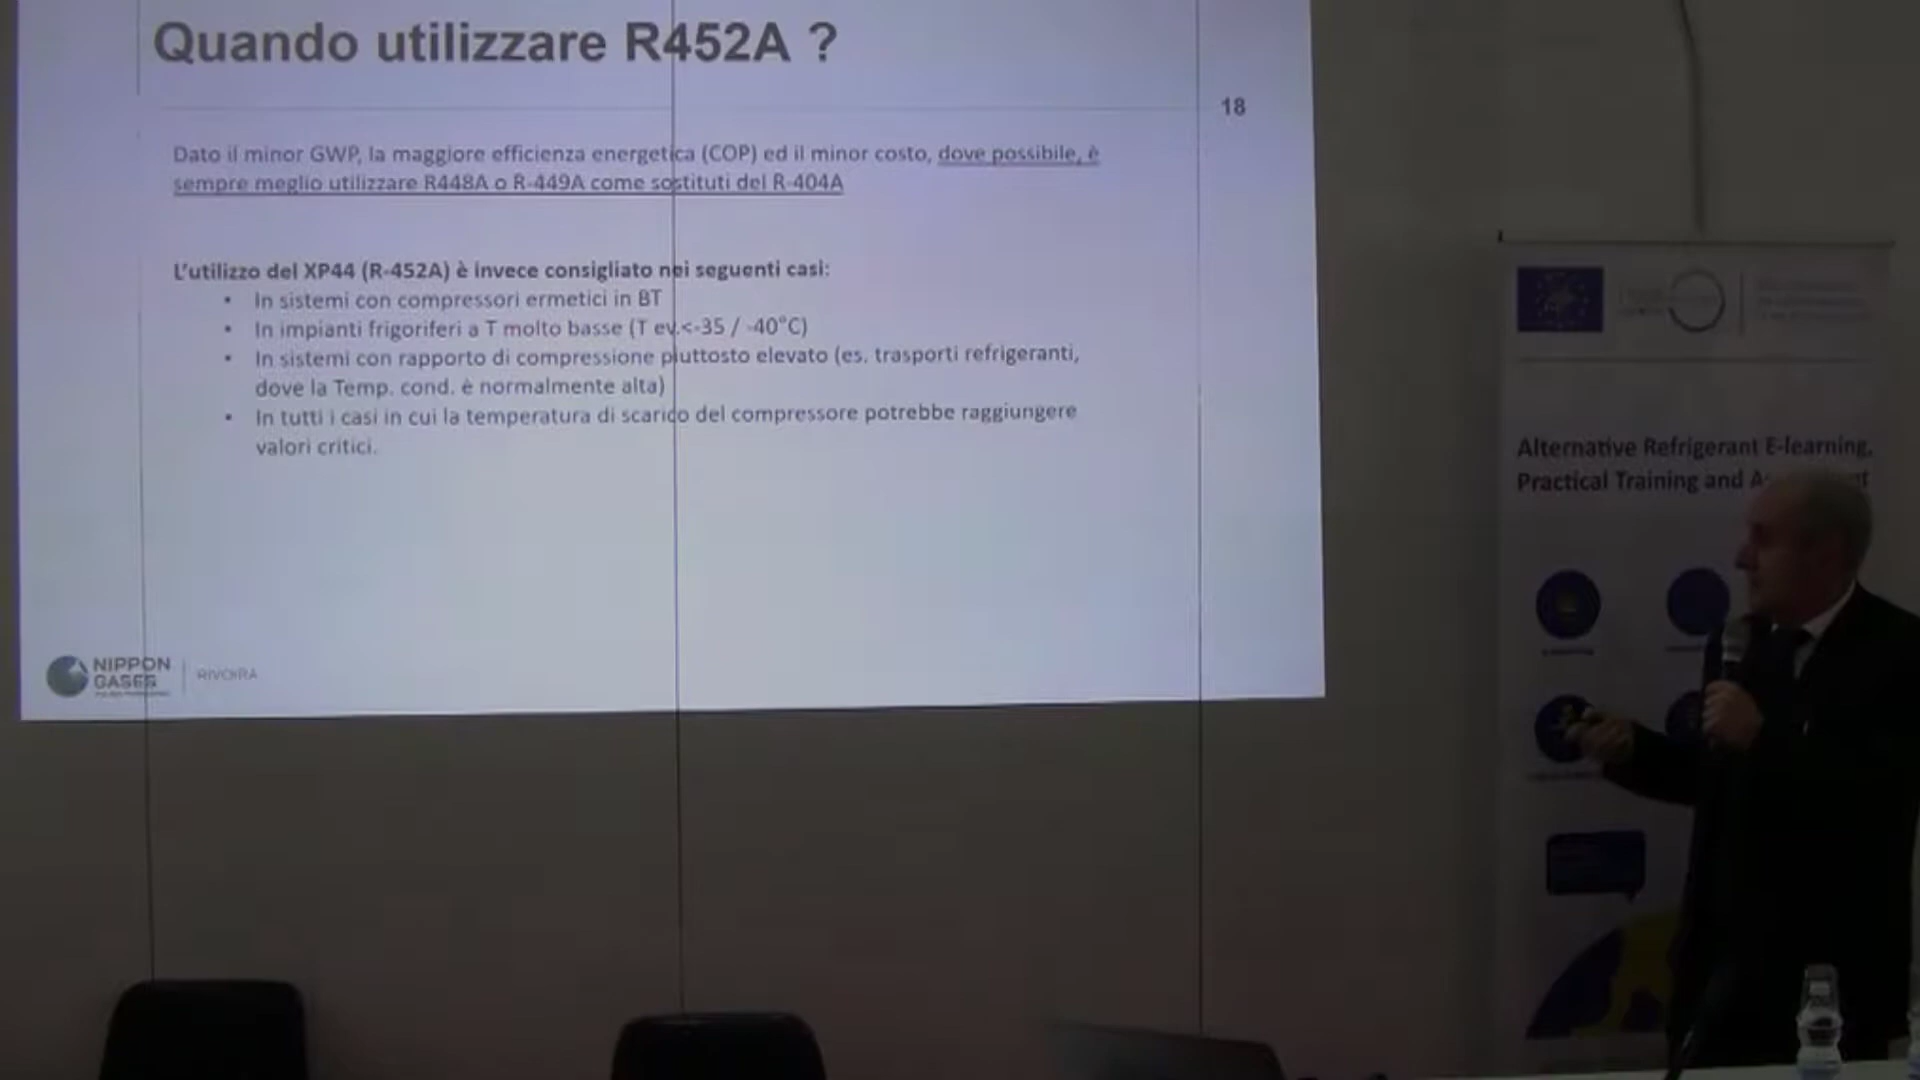 Quando utilizzare R452A ?
18
Dato il minor GWP, la maggiore efficienza energetica (COP) ed il minor costo, dove possibile, è
sempre meglio utilizzare R448A o R-449A come sostituti del R-404A
L'utilizzo del XP44 (R-452A) è invece consigliato nei seguenti casi:
• In sistemi con compressori ermetici in BT
• In impianti frigoriferi a T molto basse (T ev.<-35 / -40°C)
• In sistemi con rapporto di compressione piuttosto elevato (es. trasporti refrigeranti,
dove la Temp. cond. è normalmente alta)
• In tutti i casi in cui la temperatura di scarico del compressore potrebbe raggiungere
valori critici.
NIPPON
GASES
RIVOIRA
Alternative Refrigerant E-learning,
Practical Training and